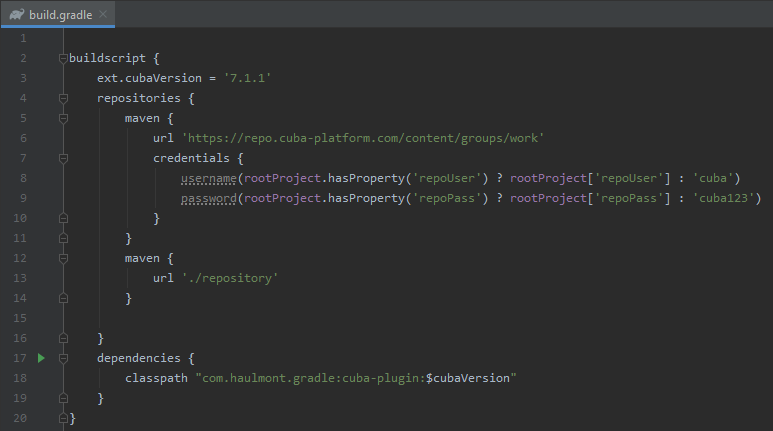 build.gradle
1
2 buildscript {
3     ext.cubaVersion = '7.1.1'
4     repositories {
5         maven {
6             url 'https://repo.cuba-platform.com/content/groups/work'
7             credentials {
8                 username(rootProject.hasProperty('repoUser') ? rootProject['repoUser'] : 'cuba')
9                 password(rootProject.hasProperty('repoPass') ? rootProject['repoPass'] : 'cuba123')
10             }
11         }
12         maven {
13             url './repository'
14         }
15
16     }
17     dependencies {
18         classpath "com.haulmont.gradle:cuba-plugin:$cubaVersion"
19     }
20 }